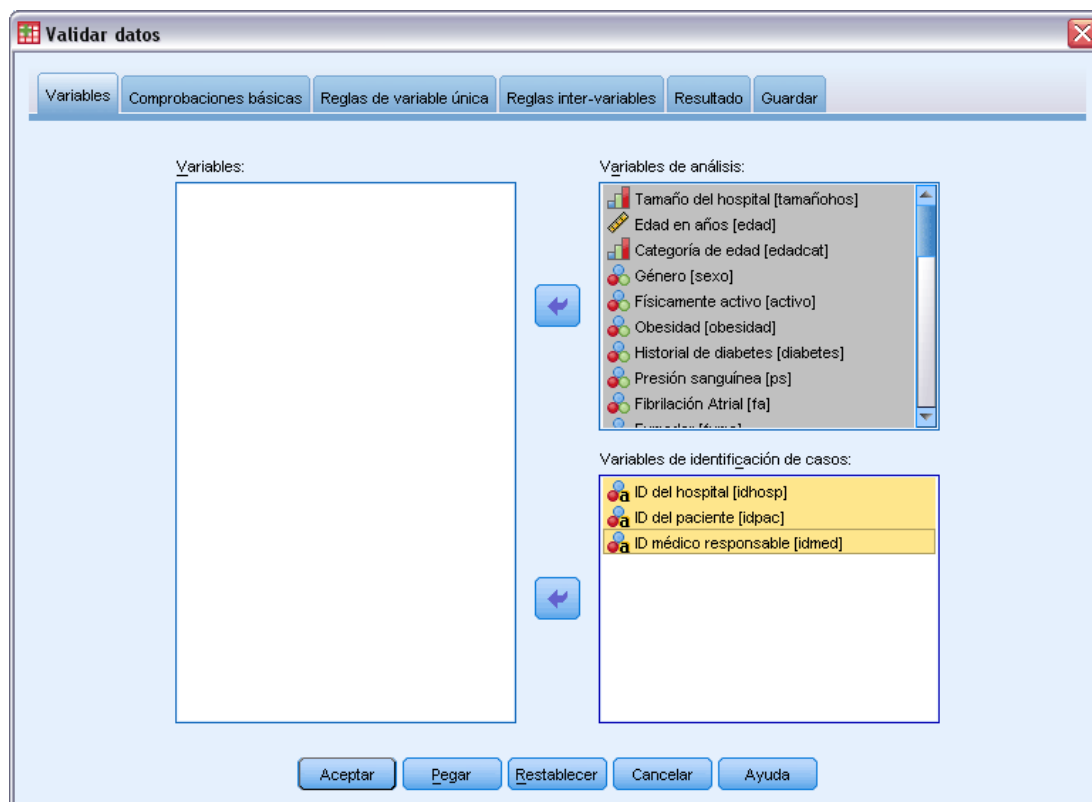 Validar datos
Variables
Comprobaciones básicas
Reglas de variable única
Reglas inter-variables
Resultado
Guardar
Variables:
Variables de análisis:
Tamaño del hospital [tamañohos]
Edad en años [edad]
Categoría de edad [edadcat]
Género [sexo]
Físicamente activo [activo]
Obesidad [obesidad]
Historial de diabetes [diabetes]
Presión sanguínea [ps]
Fibrilación Atrial [fa]
Variables de identificación de casos:
ID del hospital [idhosp]
ID del paciente [idpac]
ID médico responsable [idmed]
Aceptar
Pegar
Restablecer
Cancelar
Ayuda